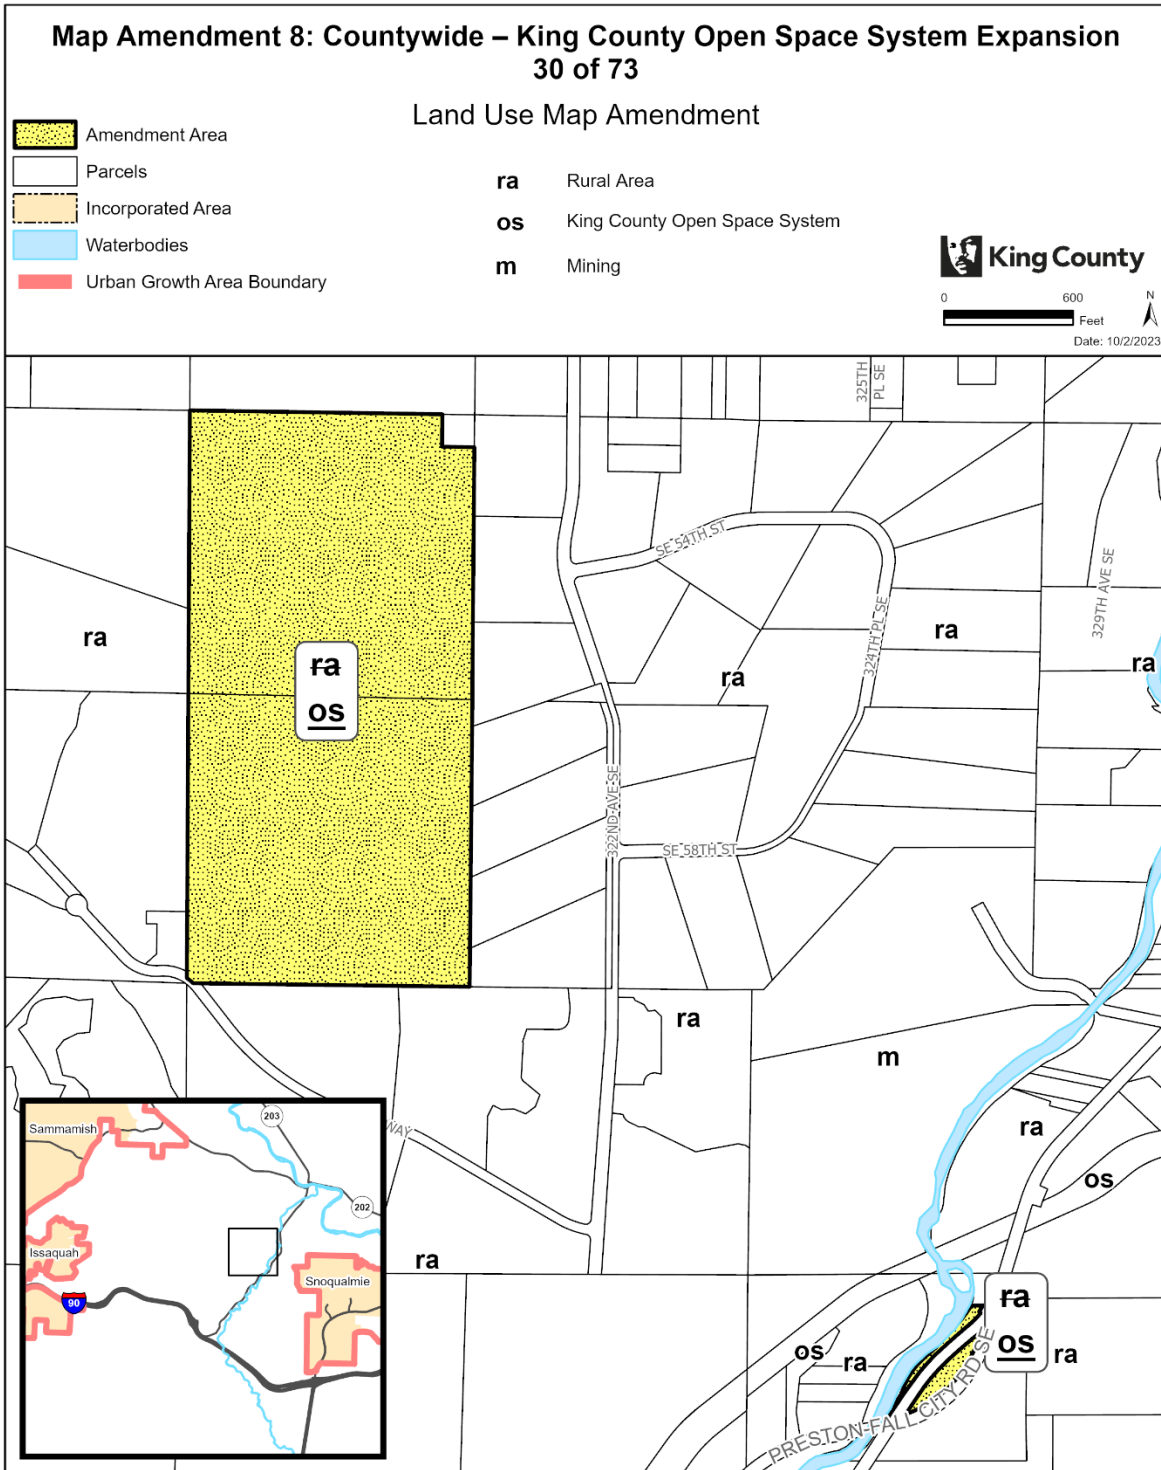 Map Amendment 8: Countywide – King County Open Space System Expansion
30 of 73
Land Use Map Amendment
Amendment Area
Parcels
Incorporated Area
Waterbodies
Urban Growth Area Boundary
ra Rural Area
os King County Open Space System
m Mining
King County
0 600
Feet
N
Date: 10/2/2023
325TH
PL SE
SE 54TH ST
329TH AVE SE
324TH PL SE
ra
ra
ra
ra
ra
os
322ND AVE SE
SE 58TH ST
ra
m
ra
os
WAY
ra
ra
os
os
ra
ra
PRESTON-FALL CITY RD SE
Sammamish
203
202
Issaquah
90
Snoqualmie